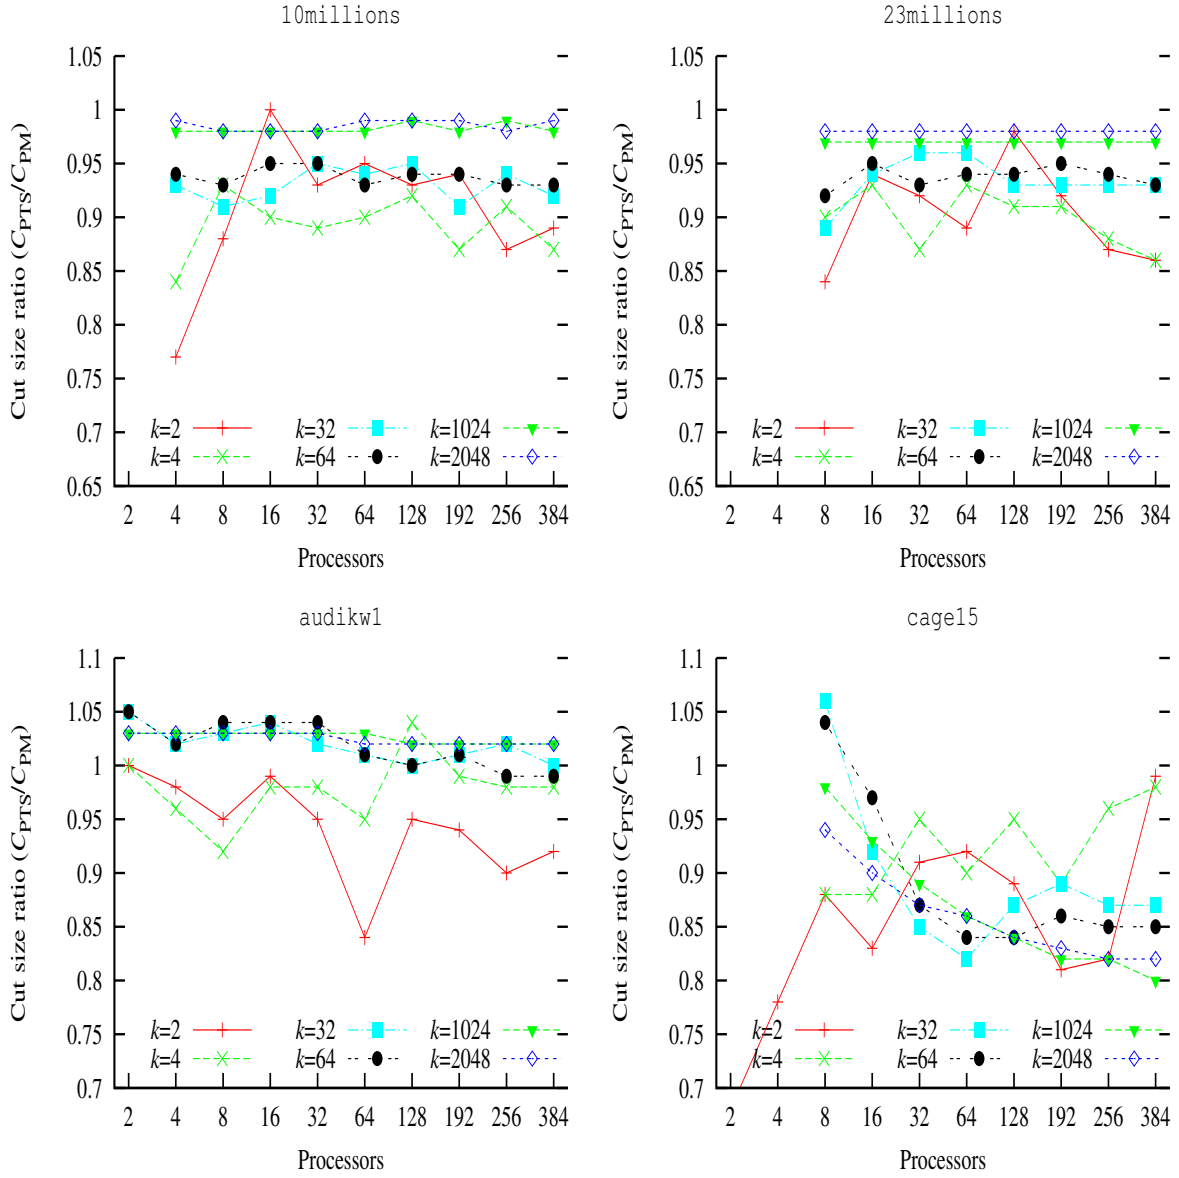 10millions
Cut size ratio (C_PTS/C_PM)
1.05
1
0.95
0.9
0.85
0.8
0.75
0.7
0.65
k=2 k=32 k=1024
k=4 k=64 k=2048
2 4 8 16 32 64 128 192 256 384
Processors
23millions
Cut size ratio (C_PTS/C_PM)
1.05
1
0.95
0.9
0.85
0.8
0.75
0.7
0.65
k=2 k=32 k=1024
k=4 k=64 k=2048
2 4 8 16 32 64 128 192 256 384
Processors
audikw1
Cut size ratio (C_PTS/C_PM)
1.1
1.05
1
0.95
0.9
0.85
0.8
0.75
0.7
k=2 k=32 k=1024
k=4 k=64 k=2048
2 4 8 16 32 64 128 192 256 384
Processors
cage15
Cut size ratio (C_PTS/C_PM)
1.1
1.05
1
0.95
0.9
0.85
0.8
0.75
0.7
k=2 k=32 k=1024
k=4 k=64 k=2048
2 4 8 16 32 64 128 192 256 384
Processors